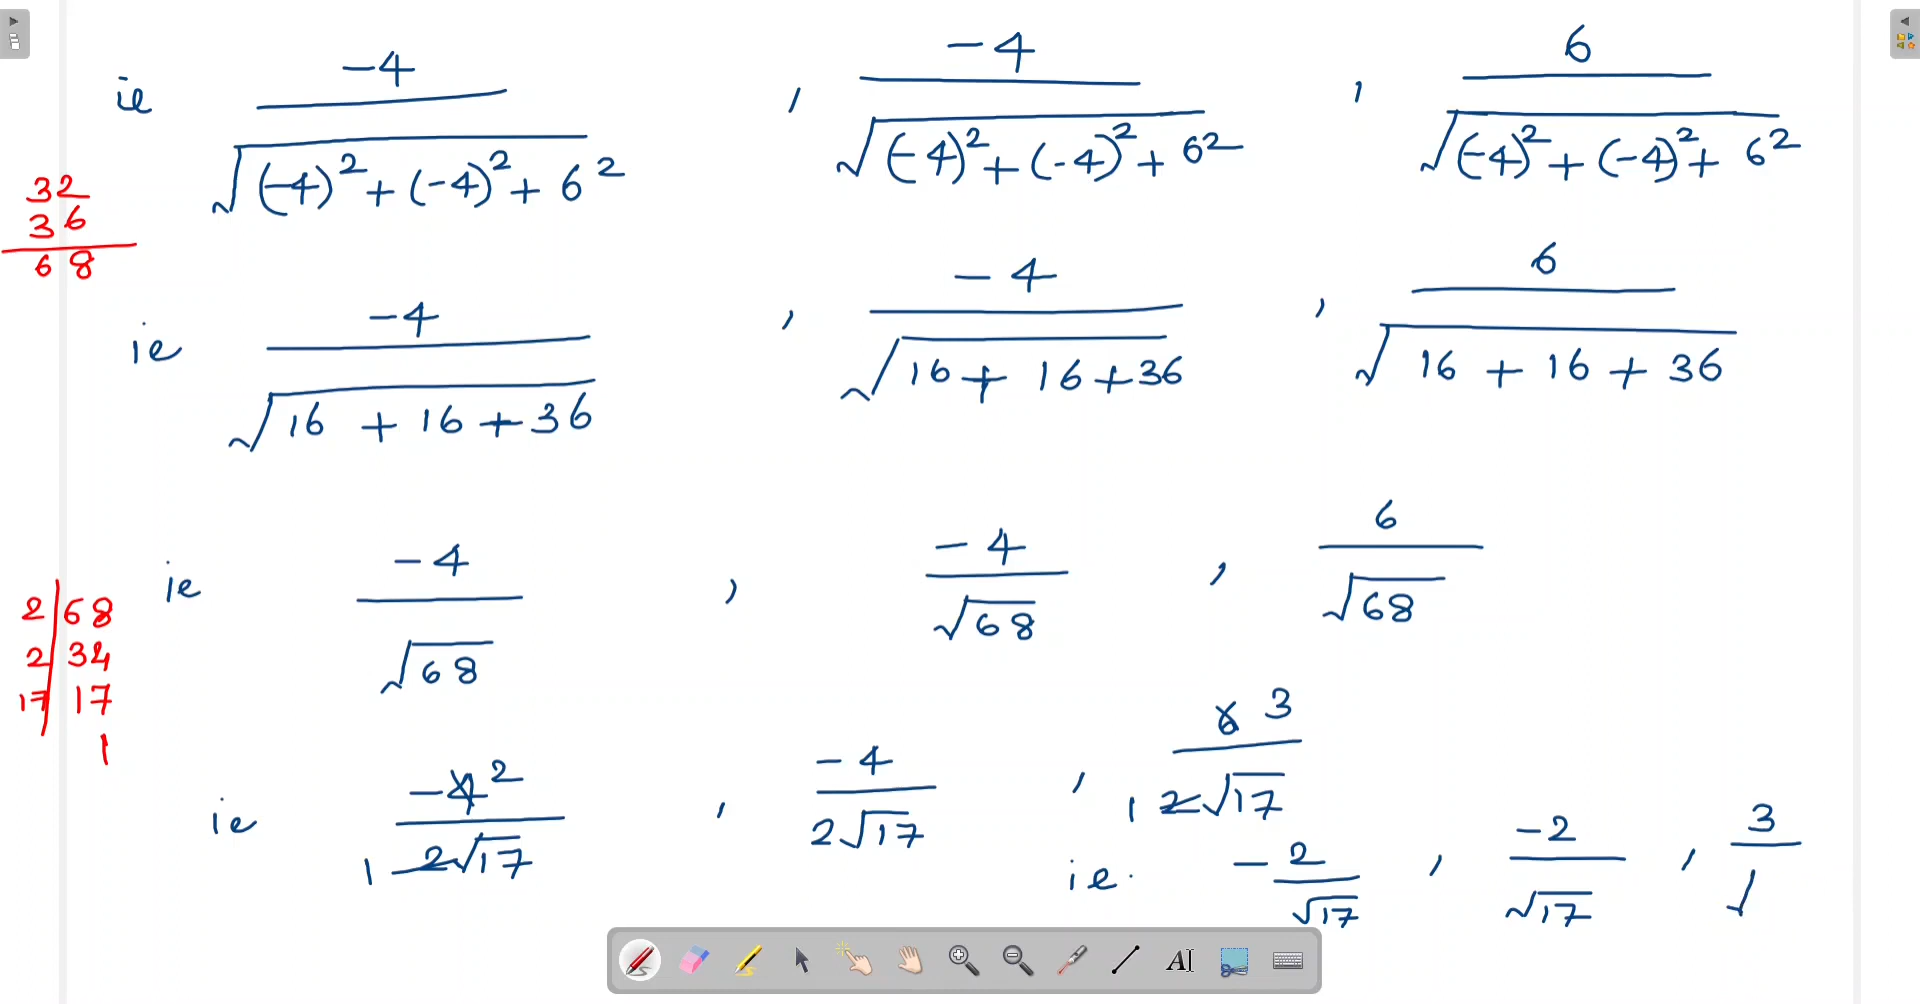 ie -4/√((-4)² + (-4)² + 6²) , -4/√((-4)² + (-4)² + 6²) , 6/√((-4)² + (-4)² + 6²)
32
36
68
ie -4/√(16 + 16 + 36) , -4/√(16 + 16 + 36) , 6/√(16 + 16 + 36)
ie -4/√68 , -4/√68 , 6/√68
2 | 68
2 | 34
17 | 17
1
ie -4 2/1 2√17 , -4/2√17 , 6 3/1 2√17
ie. -2/√17 , -2/√17 , 3/√
A